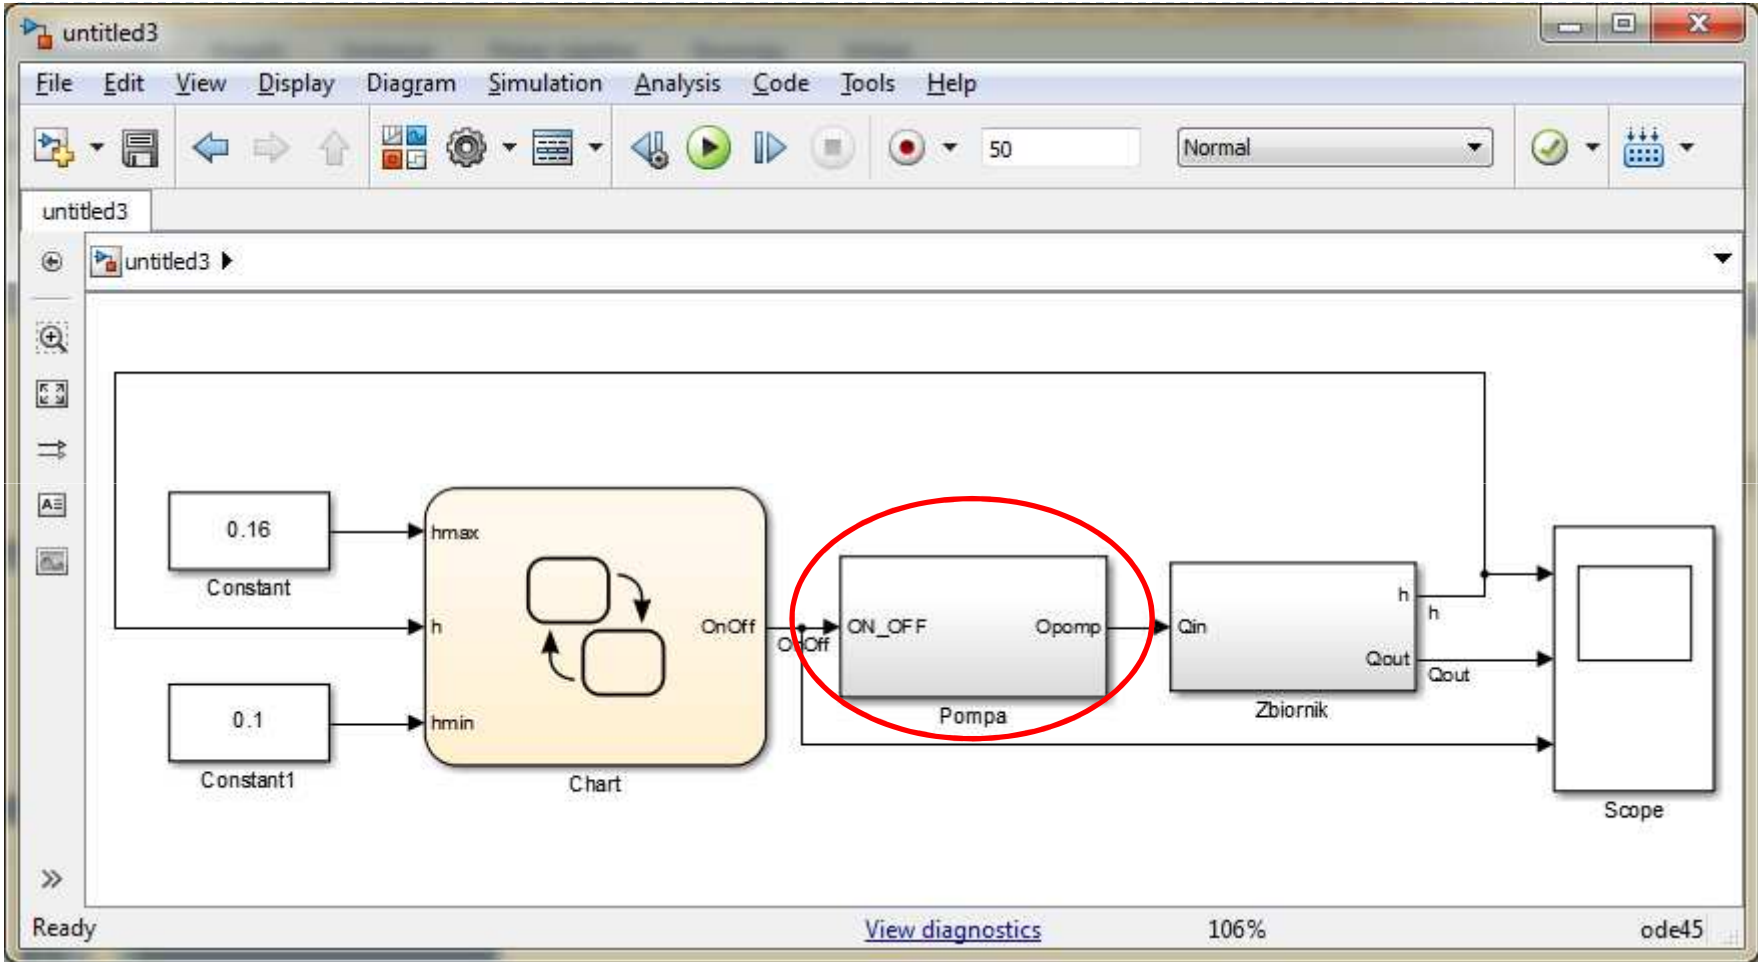 untitled3
File Edit View Display Diagram Simulation Analysis Code Tools Help
50 Normal
untitled3
untitled3
0.16
Constant
0.1
Constant1
hmax
h
hmin
OnOff
Chart
OnOff
ON_OFF Qpomp
Pompa
Qin
h
Qout
Zbiornik
h
Qout
Scope
Ready View diagnostics 106% ode45